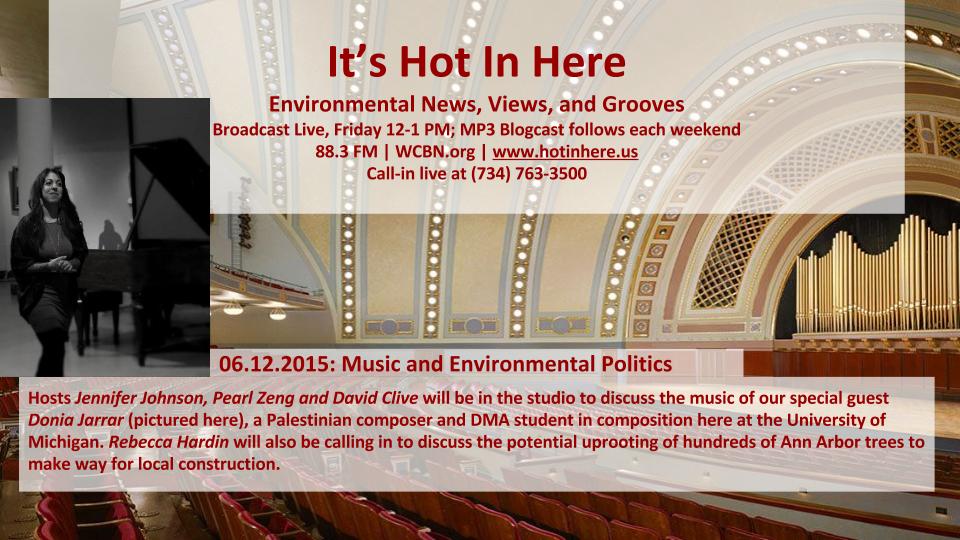 It’s Hot In Here
Environmental News, Views, and Grooves
Broadcast Live, Friday 12-1 PM; MP3 Blogcast follows each weekend
88.3 FM | WCBN.org | www.hotinhere.us
Call-in live at (734) 763-3500
06.12.2015: Music and Environmental Politics
Hosts Jennifer Johnson, Pearl Zeng and David Clive will be in the studio to discuss the music of our special guest
Donia Jarrar (pictured here), a Palestinian composer and DMA student in composition here at the University of
Michigan. Rebecca Hardin will also be calling in to discuss the potential uprooting of hundreds of Ann Arbor trees to
make way for local construction.